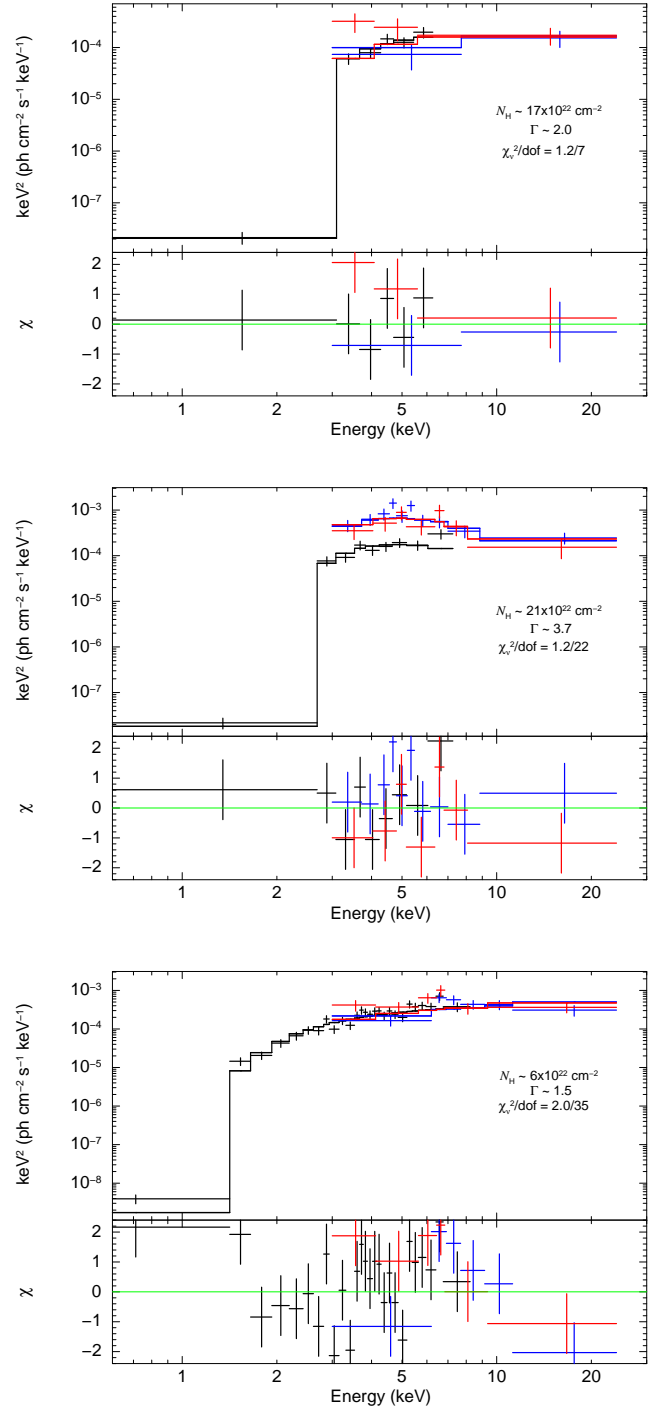 keV² (ph cm⁻² s⁻¹ keV⁻¹)
10⁻⁴
10⁻⁵
10⁻⁷
N_H ~ 17x10²² cm⁻²
Γ ~ 2.0
χᵥ²/dof = 1.2/7
χ
2
1
0
−1
−2
1 2 5 10 20
Energy (keV)
keV² (ph cm⁻² s⁻¹ keV⁻¹)
10⁻³
10⁻⁴
10⁻⁵
10⁻⁶
10⁻⁷
N_H ~ 21x10²² cm⁻²
Γ ~ 3.7
χᵥ²/dof = 1.2/22
χ
2
1
0
−1
−2
1 2 5 10 20
Energy (keV)
keV² (ph cm⁻² s⁻¹ keV⁻¹)
10⁻³
10⁻⁴
10⁻⁵
10⁻⁶
10⁻⁷
10⁻⁸
N_H ~ 6x10²² cm⁻²
Γ ~ 1.5
χᵥ²/dof = 2.0/35
χ
2
1
0
−1
−2
1 2 5 10 20
Energy (keV)